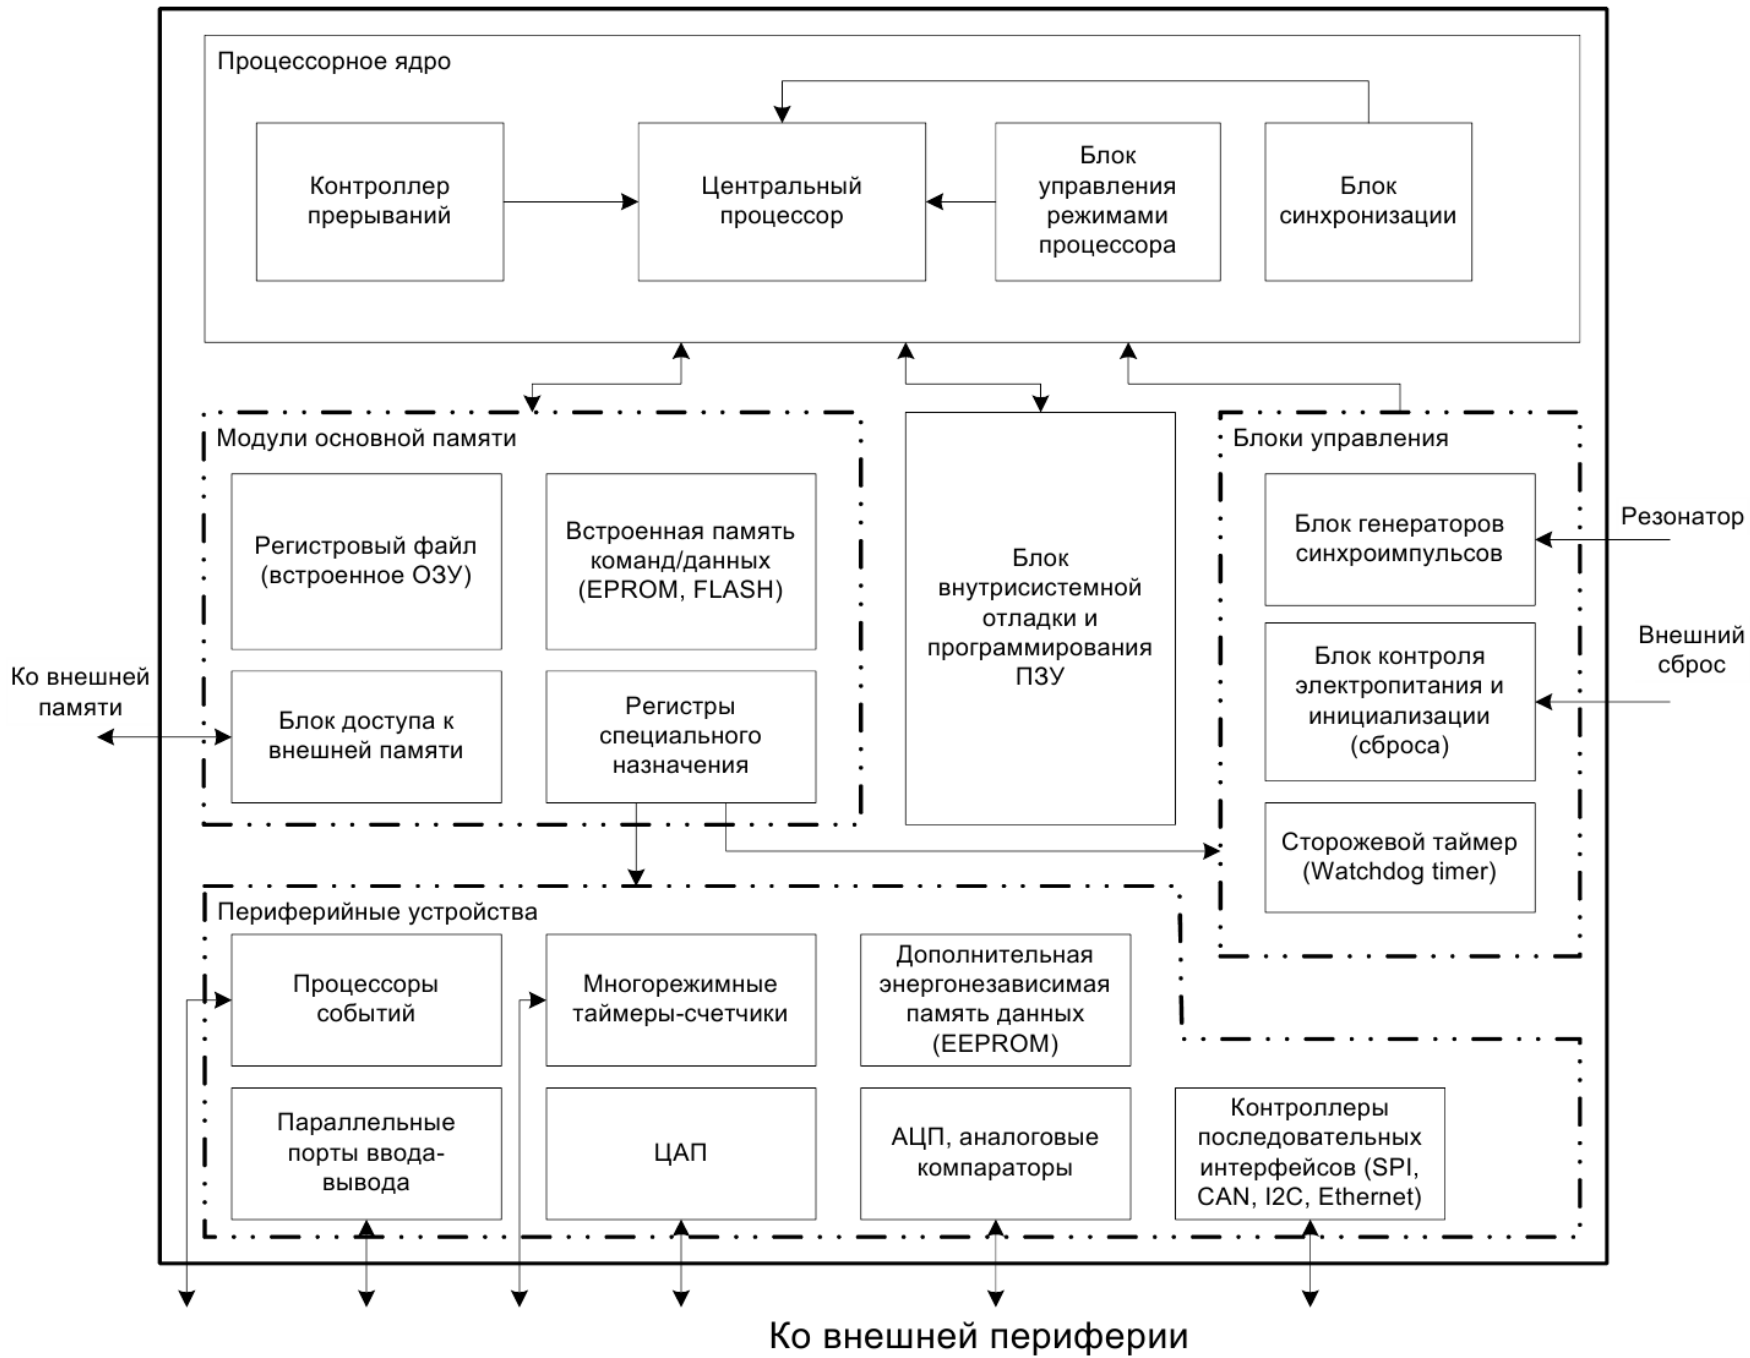 Процессорное ядро
Контроллер
прерываний
Центральный
процессор
Блок
управления
режимами
процессора
Блок
синхронизации
Модули основной памяти
Регистровый файл
(встроенное ОЗУ)
Встроенная память
команд/данных
(EPROM, FLASH)
Блок доступа к
внешней памяти
Регистры
специального
назначения
Ко внешней
памяти
Блок
внутрисистемной
отладки и
программирования
ПЗУ
Блоки управления
Блок генераторов
синхроимпульсов
Резонатор
Блок контроля
электропитания и
инициализации
(сброса)
Внешний
сброс
Сторожевой таймер
(Watchdog timer)
Периферийные устройства
Процессоры
событий
Многорежимные
таймеры-счетчики
Дополнительная
энергонезависимая
память данных
(EEPROM)
Параллельные
порты ввода-
вывода
ЦАП
АЦП, аналоговые
компараторы
Контроллеры
последовательных
интерфейсов (SPI,
CAN, I2C, Ethernet)
Ко внешней периферии